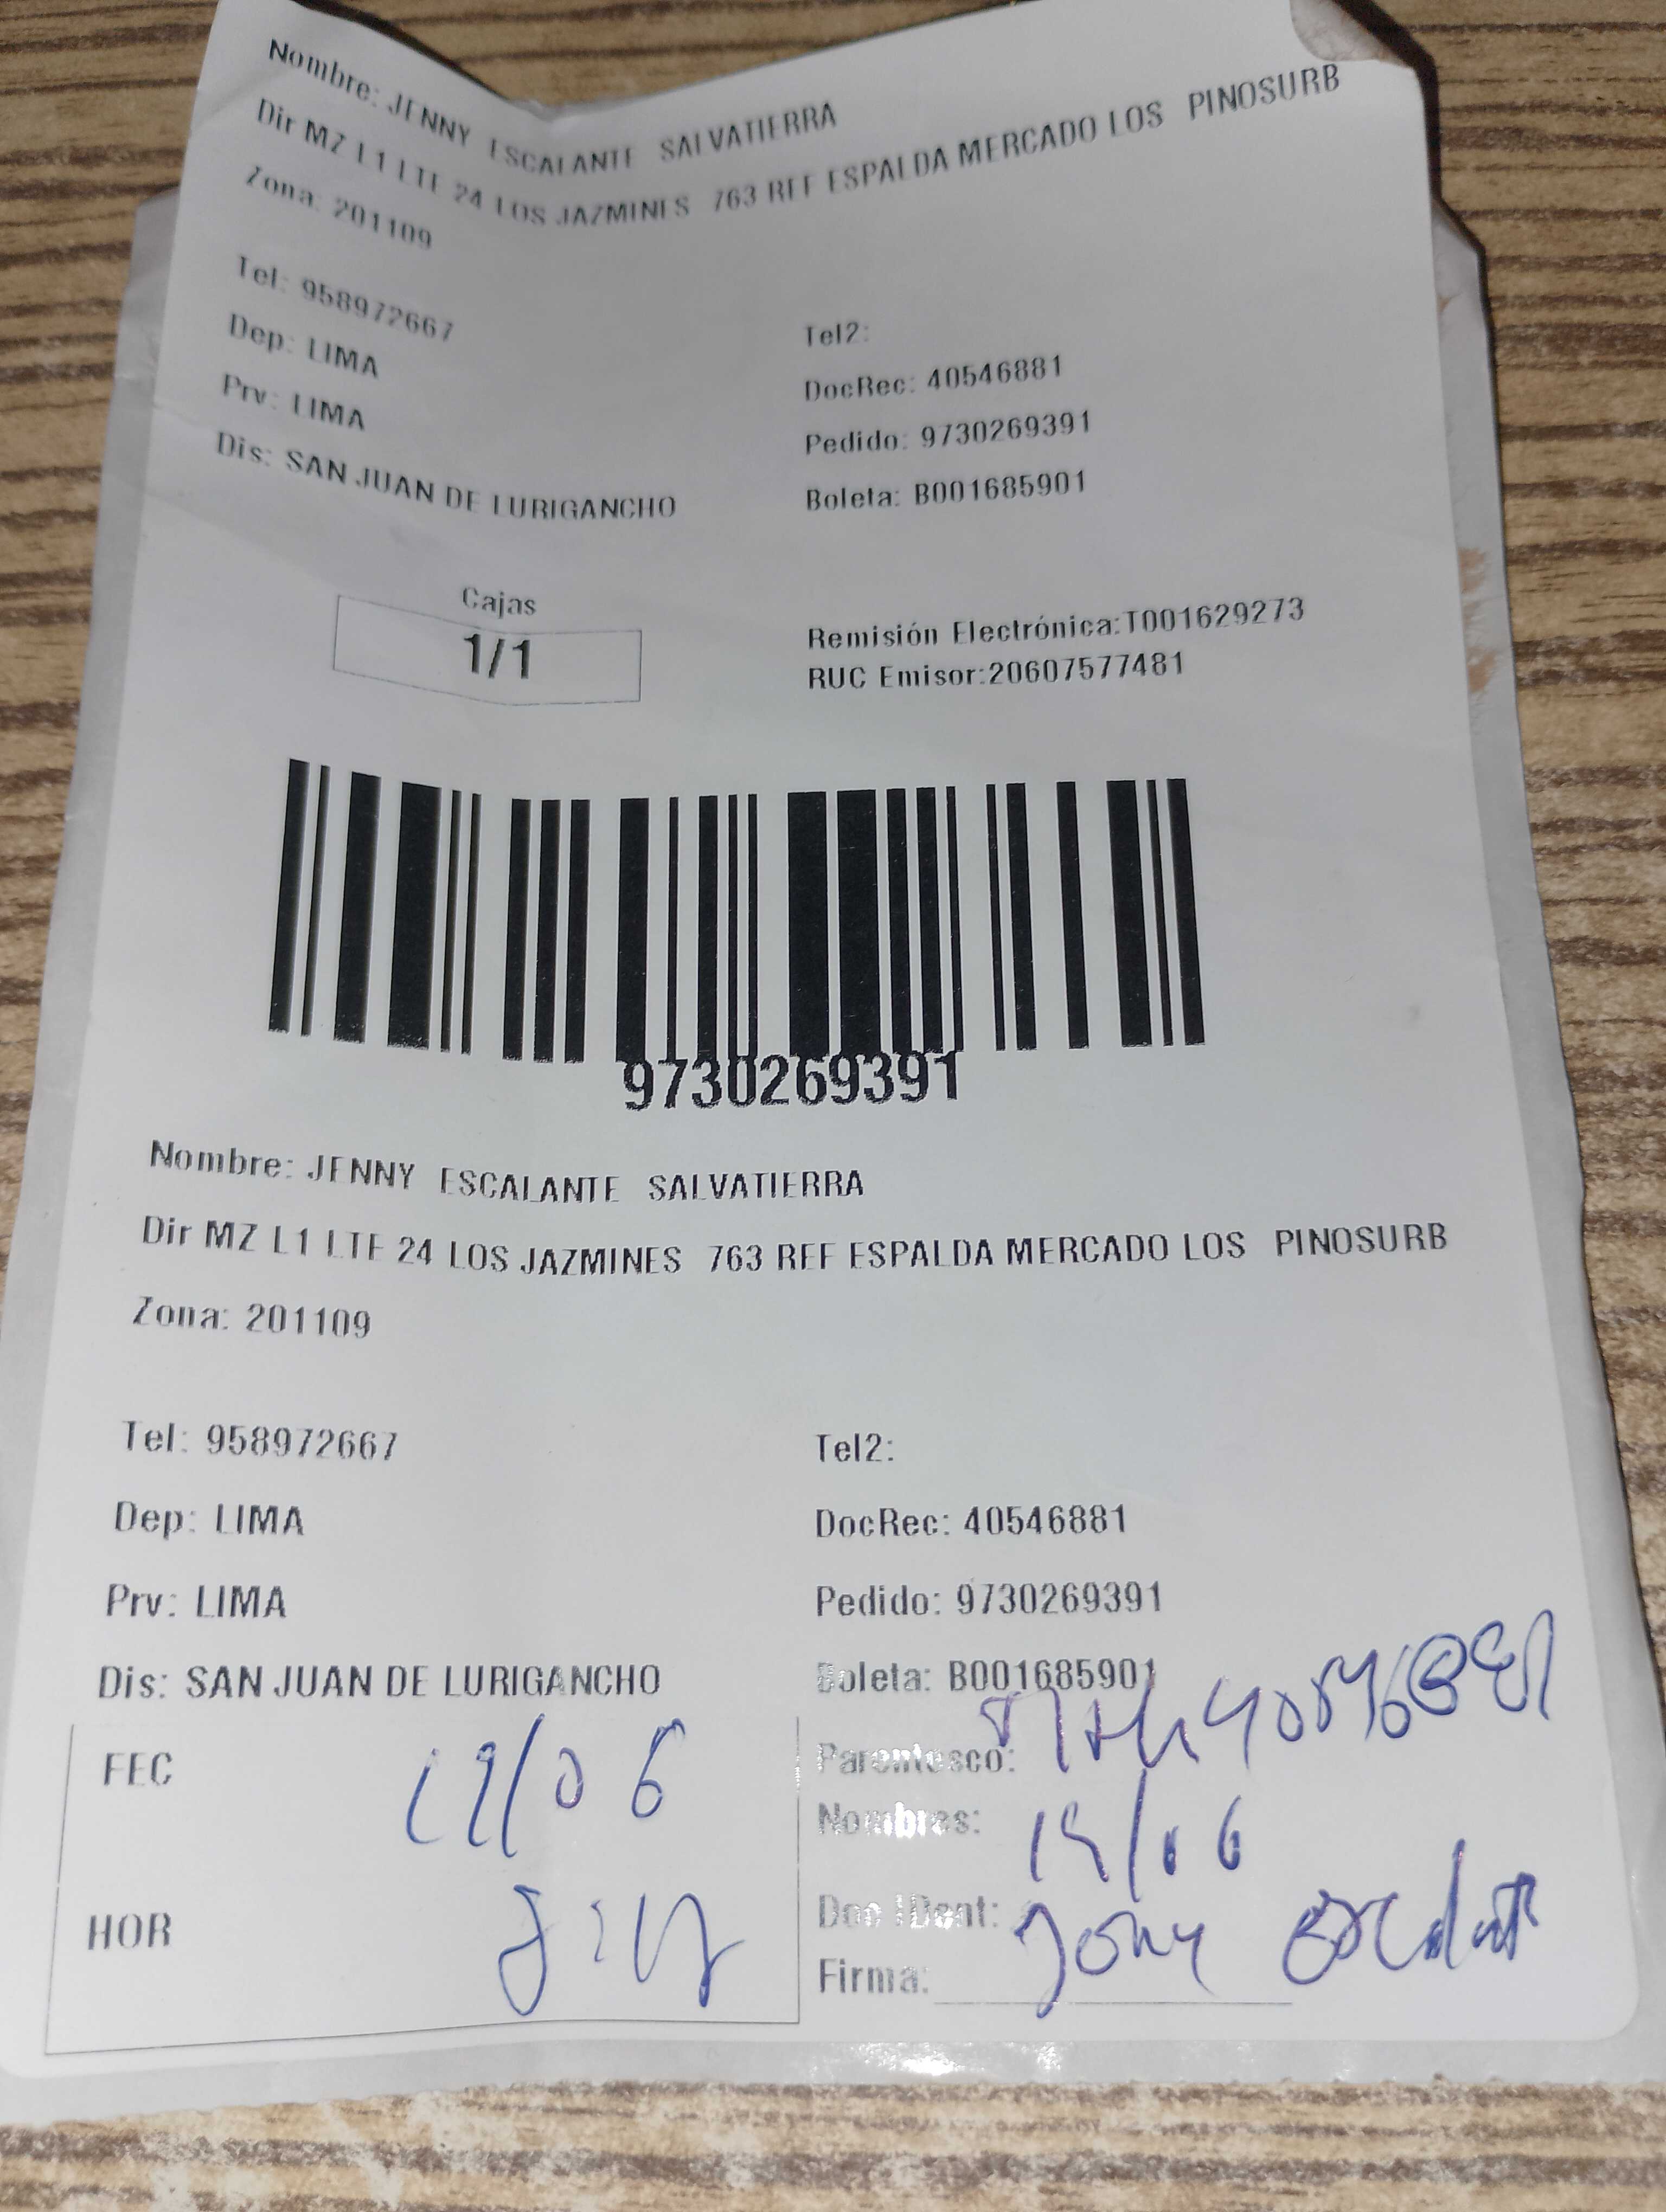 Nombre: JENNY ESCALANTE SALVATIERRA
Dir MZ L1 LTE 24 LOS JAZMINES 763 REF ESPALDA MERCADO LOS PINOSURB
Zona: 201109
Tel: 958972667
Tel2:
Dep: LIMA
DocRec: 40546881
Prv: LIMA
Pedido: 9730269391
Dis: SAN JUAN DE LURIGANCHO
Boleta: B001685901
Cajas
1/1
Remisión Electrónica:T001629273
RUC Emisor:20607577481
9730269391
Nombre: JENNY ESCALANTE SALVATIERRA
Dir MZ L1 LTE 24 LOS JAZMINES 763 REF ESPALDA MERCADO LOS PINOSURB
Zona: 201109
Tel: 958972667
Tel2:
Dep: LIMA
DocRec: 40546881
Prv: LIMA
Pedido: 9730269391
Dis: SAN JUAN DE LURIGANCHO
Boleta: B001685901
FEC 19/06
Parentesco:
Nombres: 19/06
HOR
Doc IDent:
Firma: